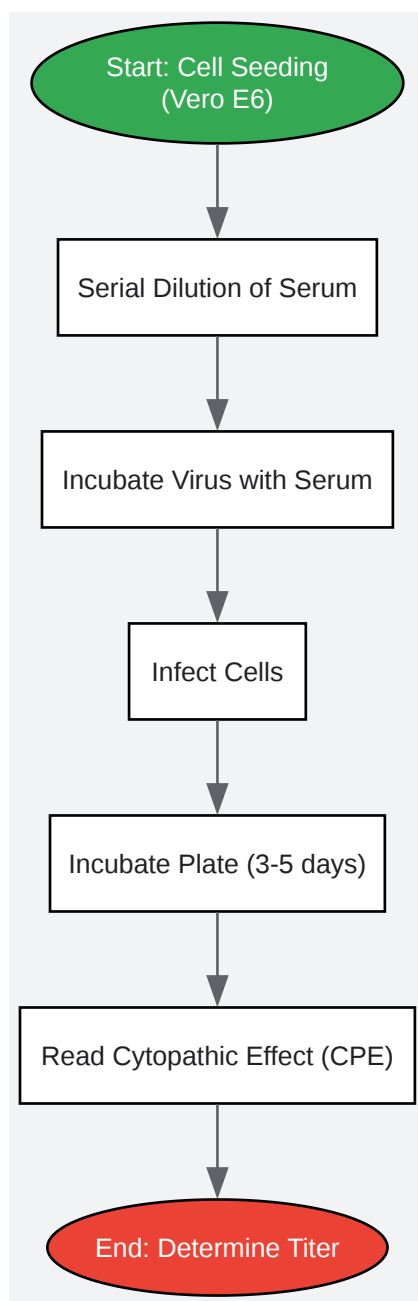 Start: Cell Seeding
(Vero E6)
Serial Dilution of Serum
Incubate Virus with Serum
Infect Cells
Incubate Plate (3-5 days)
Read Cytopathic Effect (CPE)
End: Determine Titer